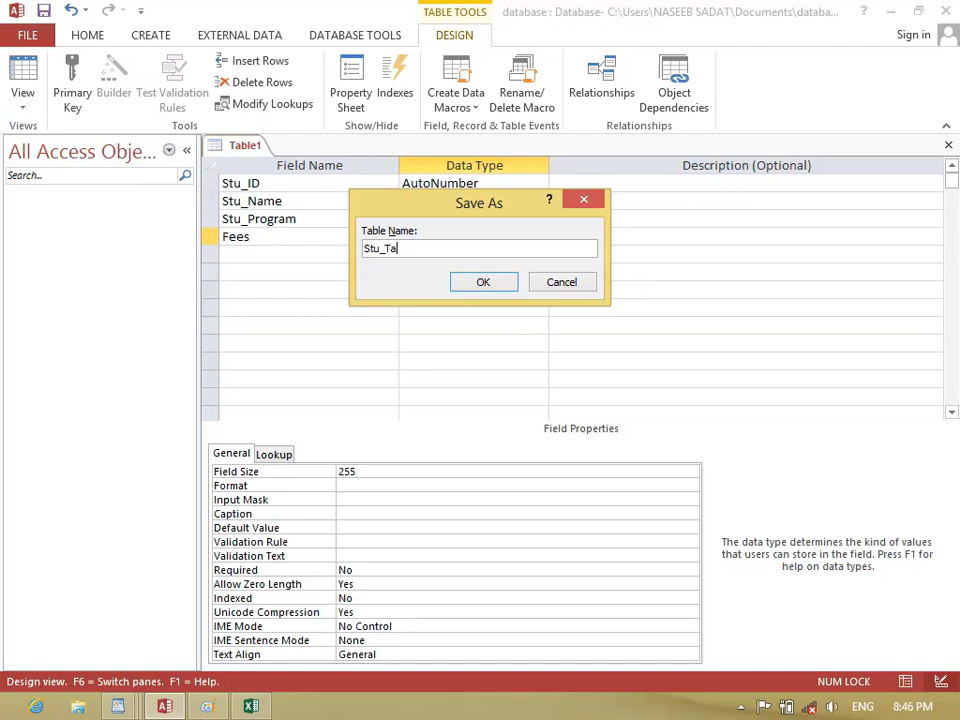 TABLE TOOLS
database : Database- C:\Users\NASEEB SADAT\Documents\databa...
?
FILE
HOME
CREATE
EXTERNAL DATA
DATABASE TOOLS
DESIGN
Sign in
View
Primary Key
Builder
Test Validation Rules
Insert Rows
Delete Rows
Modify Lookups
Property Sheet
Indexes
Create Data Macros
Rename/ Delete Macro
Relationships
Object Dependencies
Views
Tools
Show/Hide
Field, Record & Table Events
Relationships
All Access Obje...
Search...
Table1
Field Name
Data Type
Description (Optional)
Stu_ID
AutoNumber
Stu_Name
Stu_Program
Fees
Save As
?
Table Name:
Stu_Ta
OK
Cancel
Field Properties
General
Lookup
Field Size 255
Format
Input Mask
Caption
Default Value
Validation Rule
Validation Text
Required No
Allow Zero Length Yes
Indexed No
Unicode Compression Yes
IME Mode No Control
IME Sentence Mode None
Text Align General
The data type determines the kind of values
that users can store in the field. Press F1 for
help on data types.
Design view. F6 = Switch panes. F1 = Help.
NUM LOCK
ENG
8:46 PM